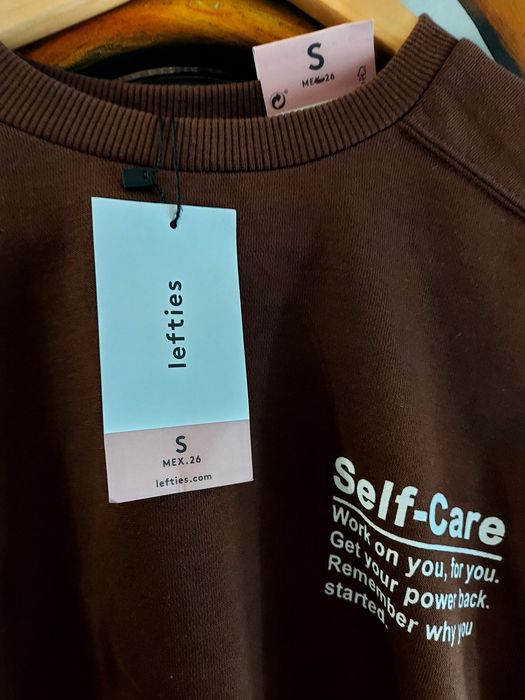 S
MEX.26
lefties
S
MEX.26
lefties.com
Self-Care
Work on you, for you.
Get your power back.
Remember why you
started.